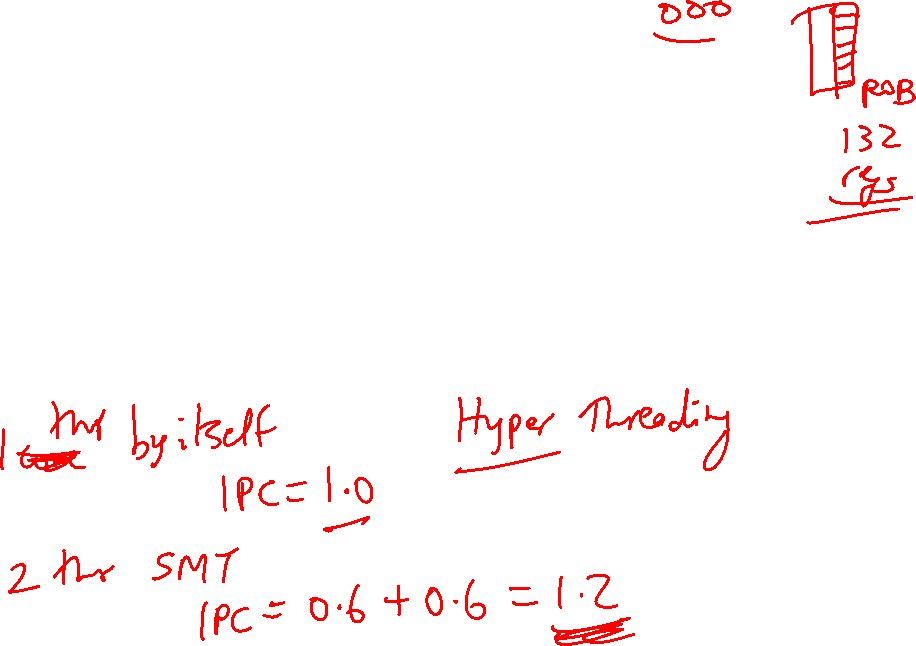 OOO
ROB
132
regs
1 thr by itself
Hyper Threading
IPC = 1.0
2 thr SMT
IPC = 0.6 + 0.6 = 1.2